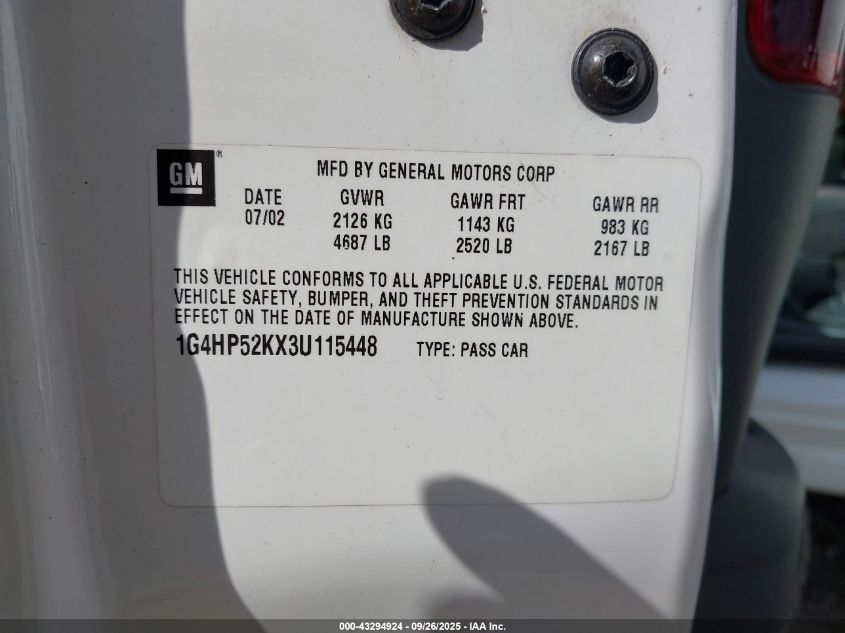 GM®
MFD BY GENERAL MOTORS CORP
DATE GVWR GAWR FRT GAWR RR
07/02 2126 KG 1143 KG 983 KG
4687 LB 2520 LB 2167 LB
THIS VEHICLE CONFORMS TO ALL APPLICABLE U.S. FEDERAL MOTOR
VEHICLE SAFETY, BUMPER, AND THEFT PREVENTION STANDARDS IN
EFFECT ON THE DATE OF MANUFACTURE SHOWN ABOVE.
1G4HP52KX3U115448 TYPE: PASS CAR
000-43294924 - 09/26/2025 - IAA Inc.